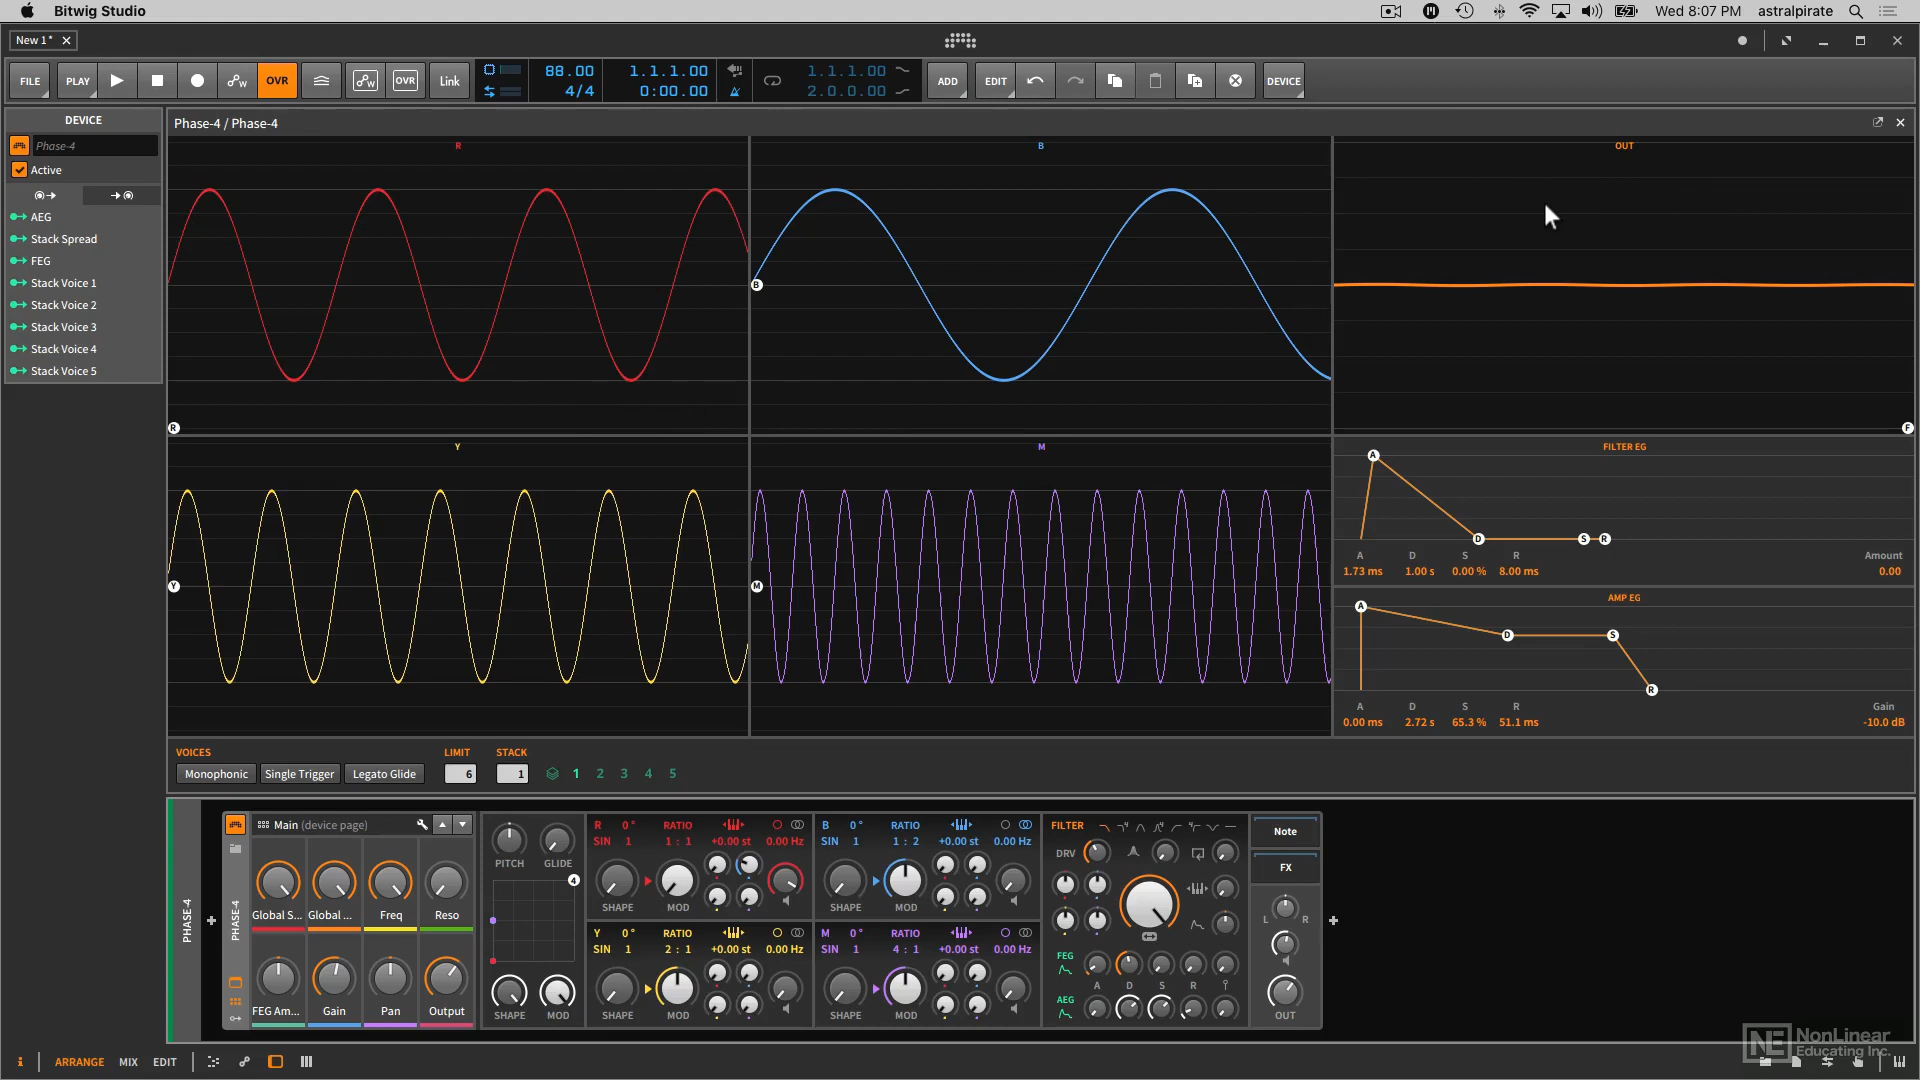 Bitwig Studio
Wed 8:07 PM astralpirate
New 1*
FILE PLAY OVR OVR Link
88.00 1.1.1.00 1.1.1.00
4/4 0:00.00 2.0.0.00
ADD EDIT DEVICE
DEVICE
Phase-4
Active
AEG
Stack Spread
FEG
Stack Voice 1
Stack Voice 2
Stack Voice 3
Stack Voice 4
Stack Voice 5
Phase-4 / Phase-4
R B OUT
B
R F
Y M FILTER EG
A
D S R
A D S R Amount
1.73 ms 1.00 s 0.00 % 8.00 ms 0.00
Y M
AMP EG
A
D S
R
A D S R Gain
0.00 ms 2.72 s 65.3 % 51.1 ms -10.0 dB
VOICES LIMIT STACK
Monophonic Single Trigger Legato Glide 6 1 1 2 3 4 5
PHASE-4
PHASE-4
Main (device page)
Global S... Global ... Freq Reso
FEG Am... Gain Pan Output
PITCH GLIDE
4
SHAPE MOD
R 0° RATIO
SIN 1 1 : 1 +0.00 st 0.00 Hz
SHAPE MOD
B 0° RATIO
SIN 1 1 : 2 +0.00 st 0.00 Hz
SHAPE MOD
Y 0° RATIO
SIN 1 2 : 1 +0.00 st 0.00 Hz
SHAPE MOD
M 0° RATIO
SIN 1 4 : 1 +0.00 st 0.00 Hz
SHAPE MOD
FILTER
DRV
FEG
A D S R
AEG
Note
FX
L R
OUT
i ARRANGE MIX EDIT
NE NonLinear
Educating Inc.